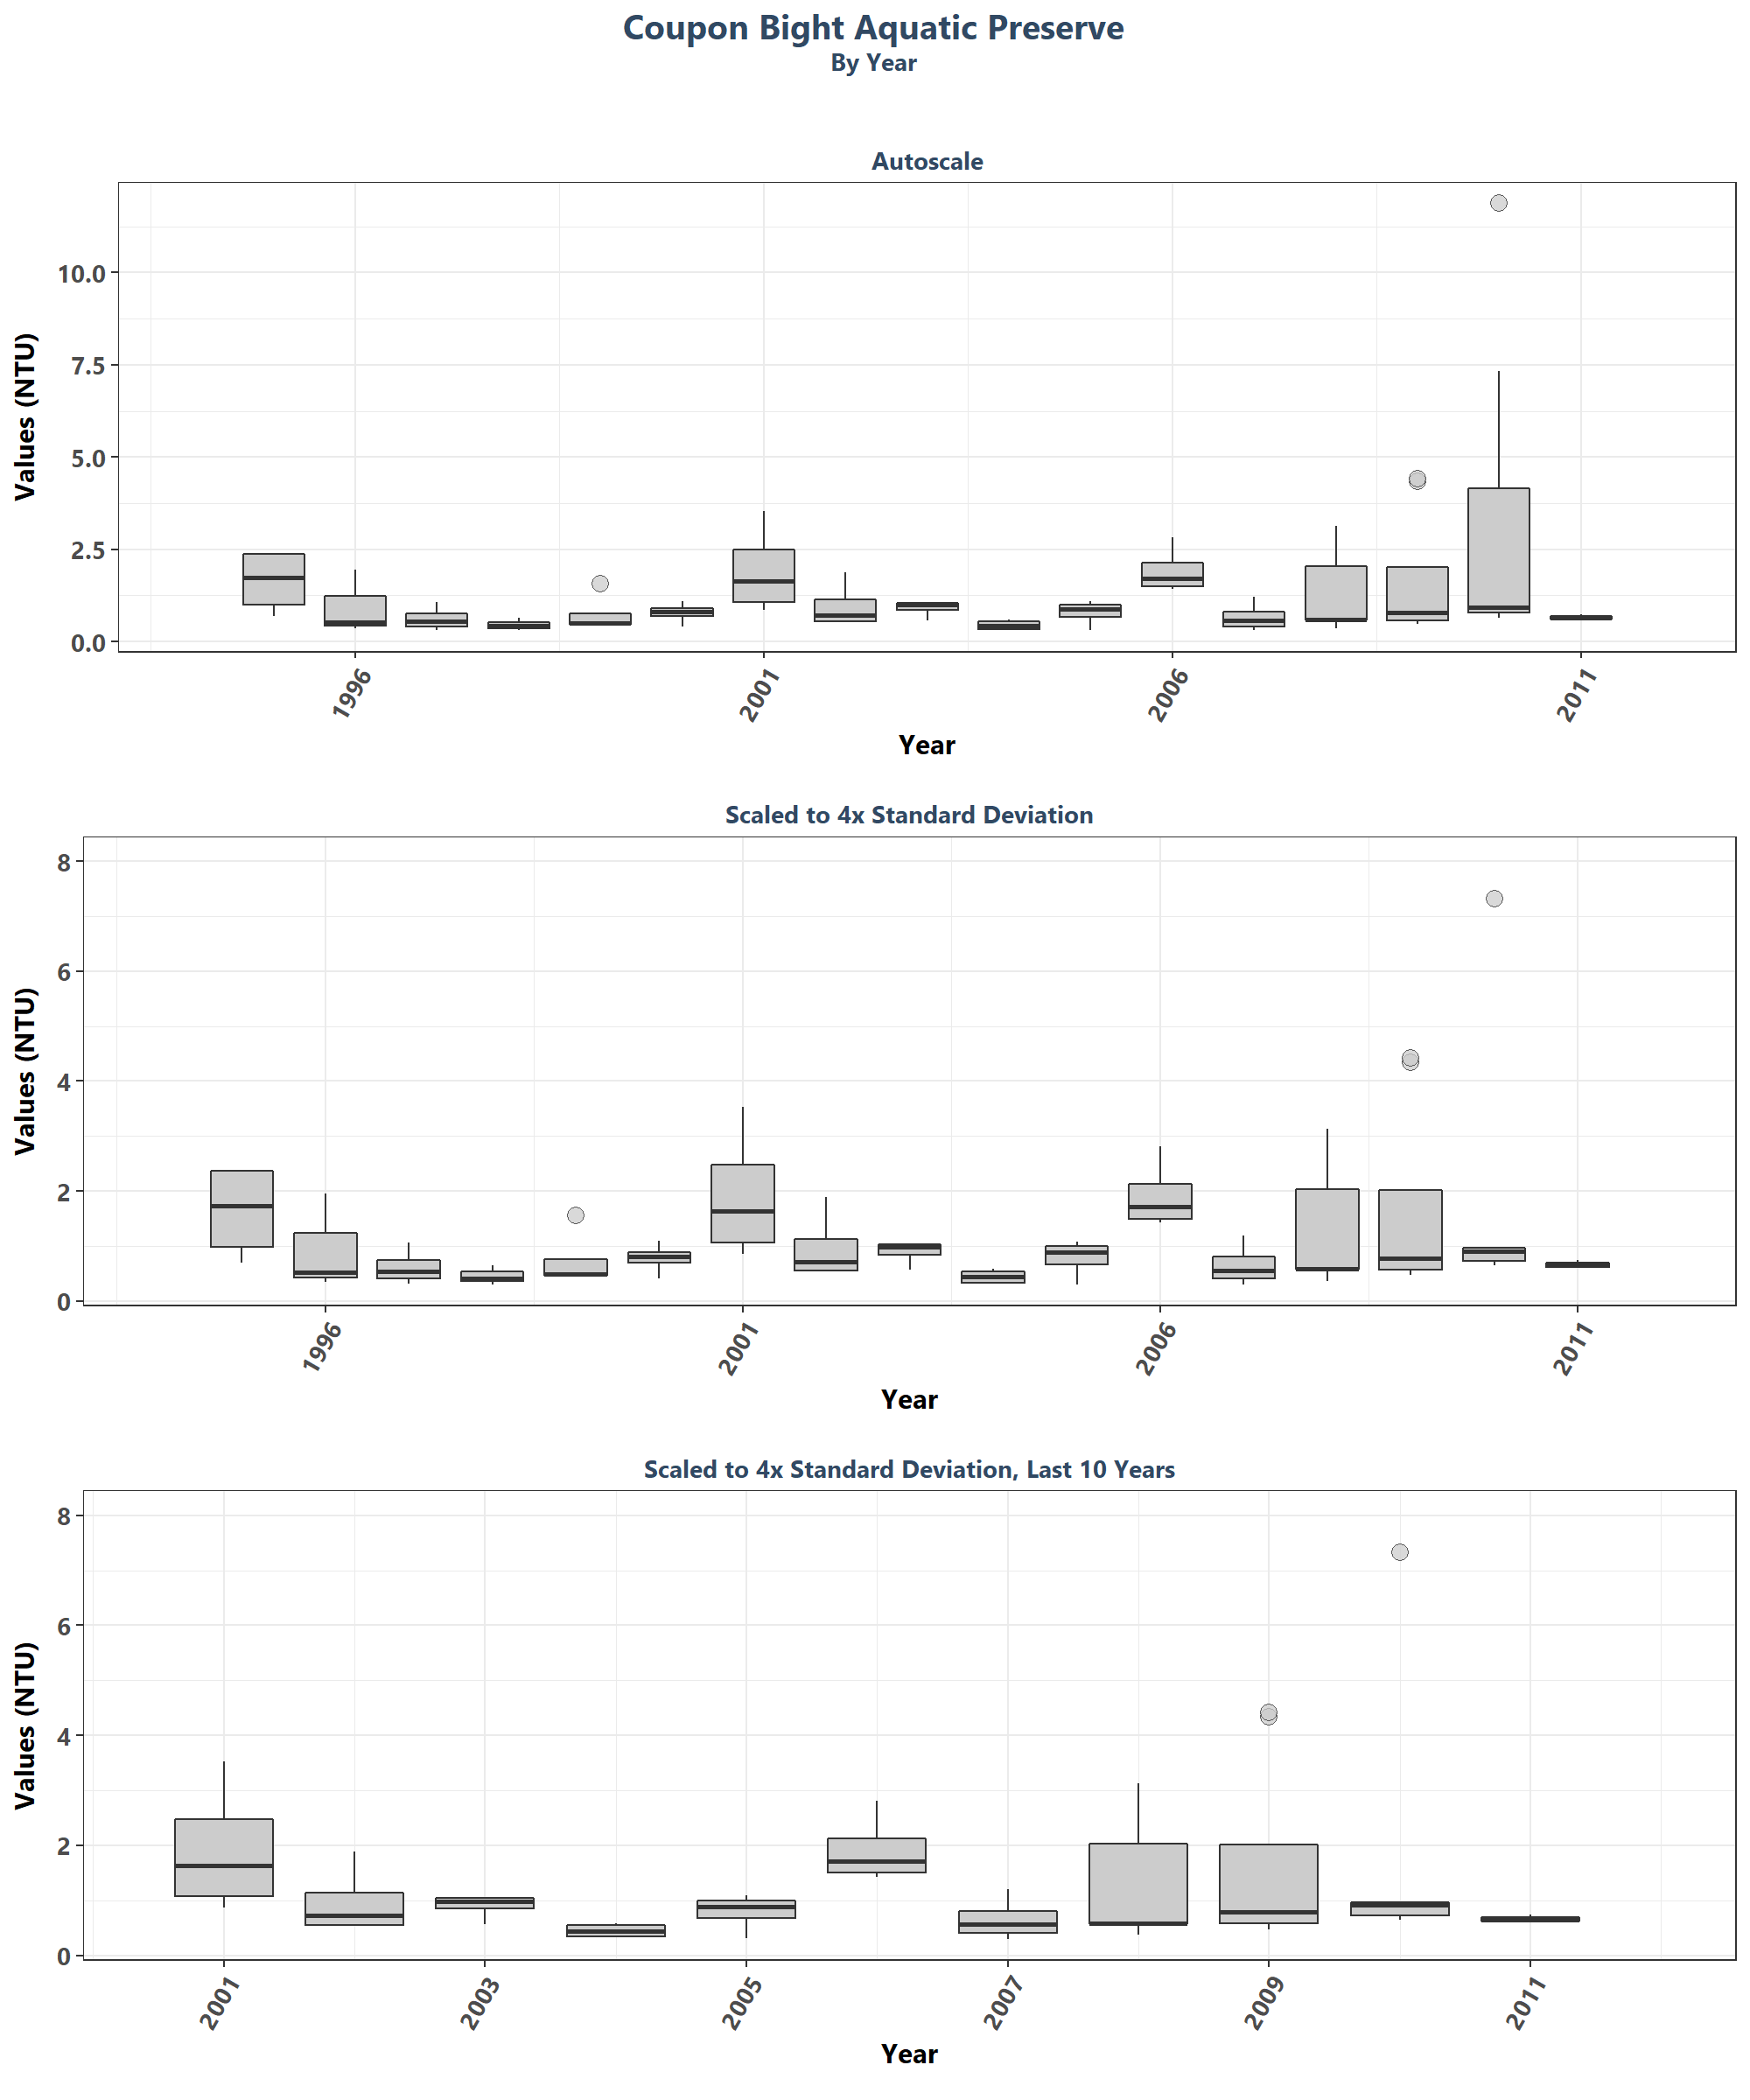 Coupon Bight Aquatic Preserve
By Year
Autoscale
Values (NTU)
10.0
7.5
5.0
2.5
0.0
1996
2001
2006
2011
Year
Scaled to 4x Standard Deviation
Values (NTU)
8
6
4
2
0
1996
2001
2006
2011
Year
Scaled to 4x Standard Deviation, Last 10 Years
Values (NTU)
8
6
4
2
0
2001
2003
2005
2007
2009
2011
Year